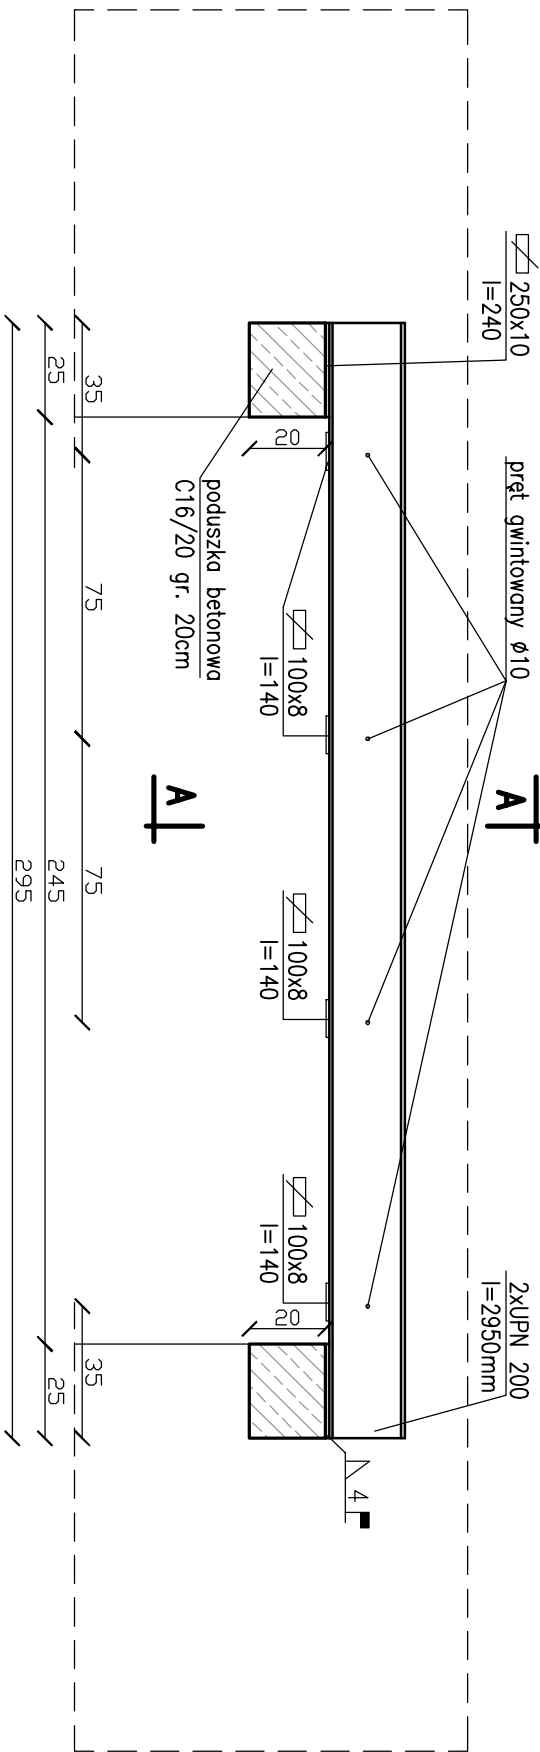 250x10
l=240
pręt gwintowany ø10
2xUPN 200
l=2950mm
A
4
20
100x8
l=140
100x8
l=140
100x8
l=140
20
poduszka betonowa
C16/20 gr. 20cm
A
35
75
75
35
25
245
25
295